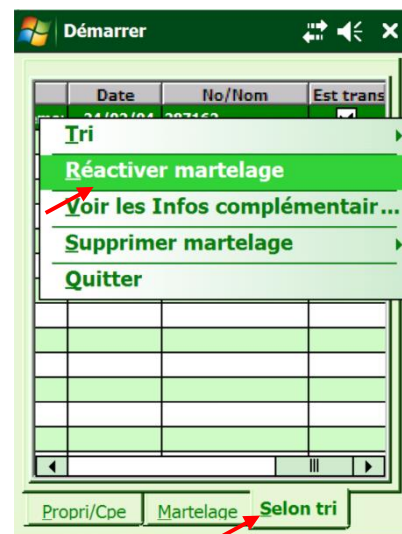 Démarrer
Date No/Nom Est trans
Tri
Réactiver martelage
Voir les Infos complémentair...
Supprimer martelage
Quitter
Propri/Cpe Martelage Selon tri